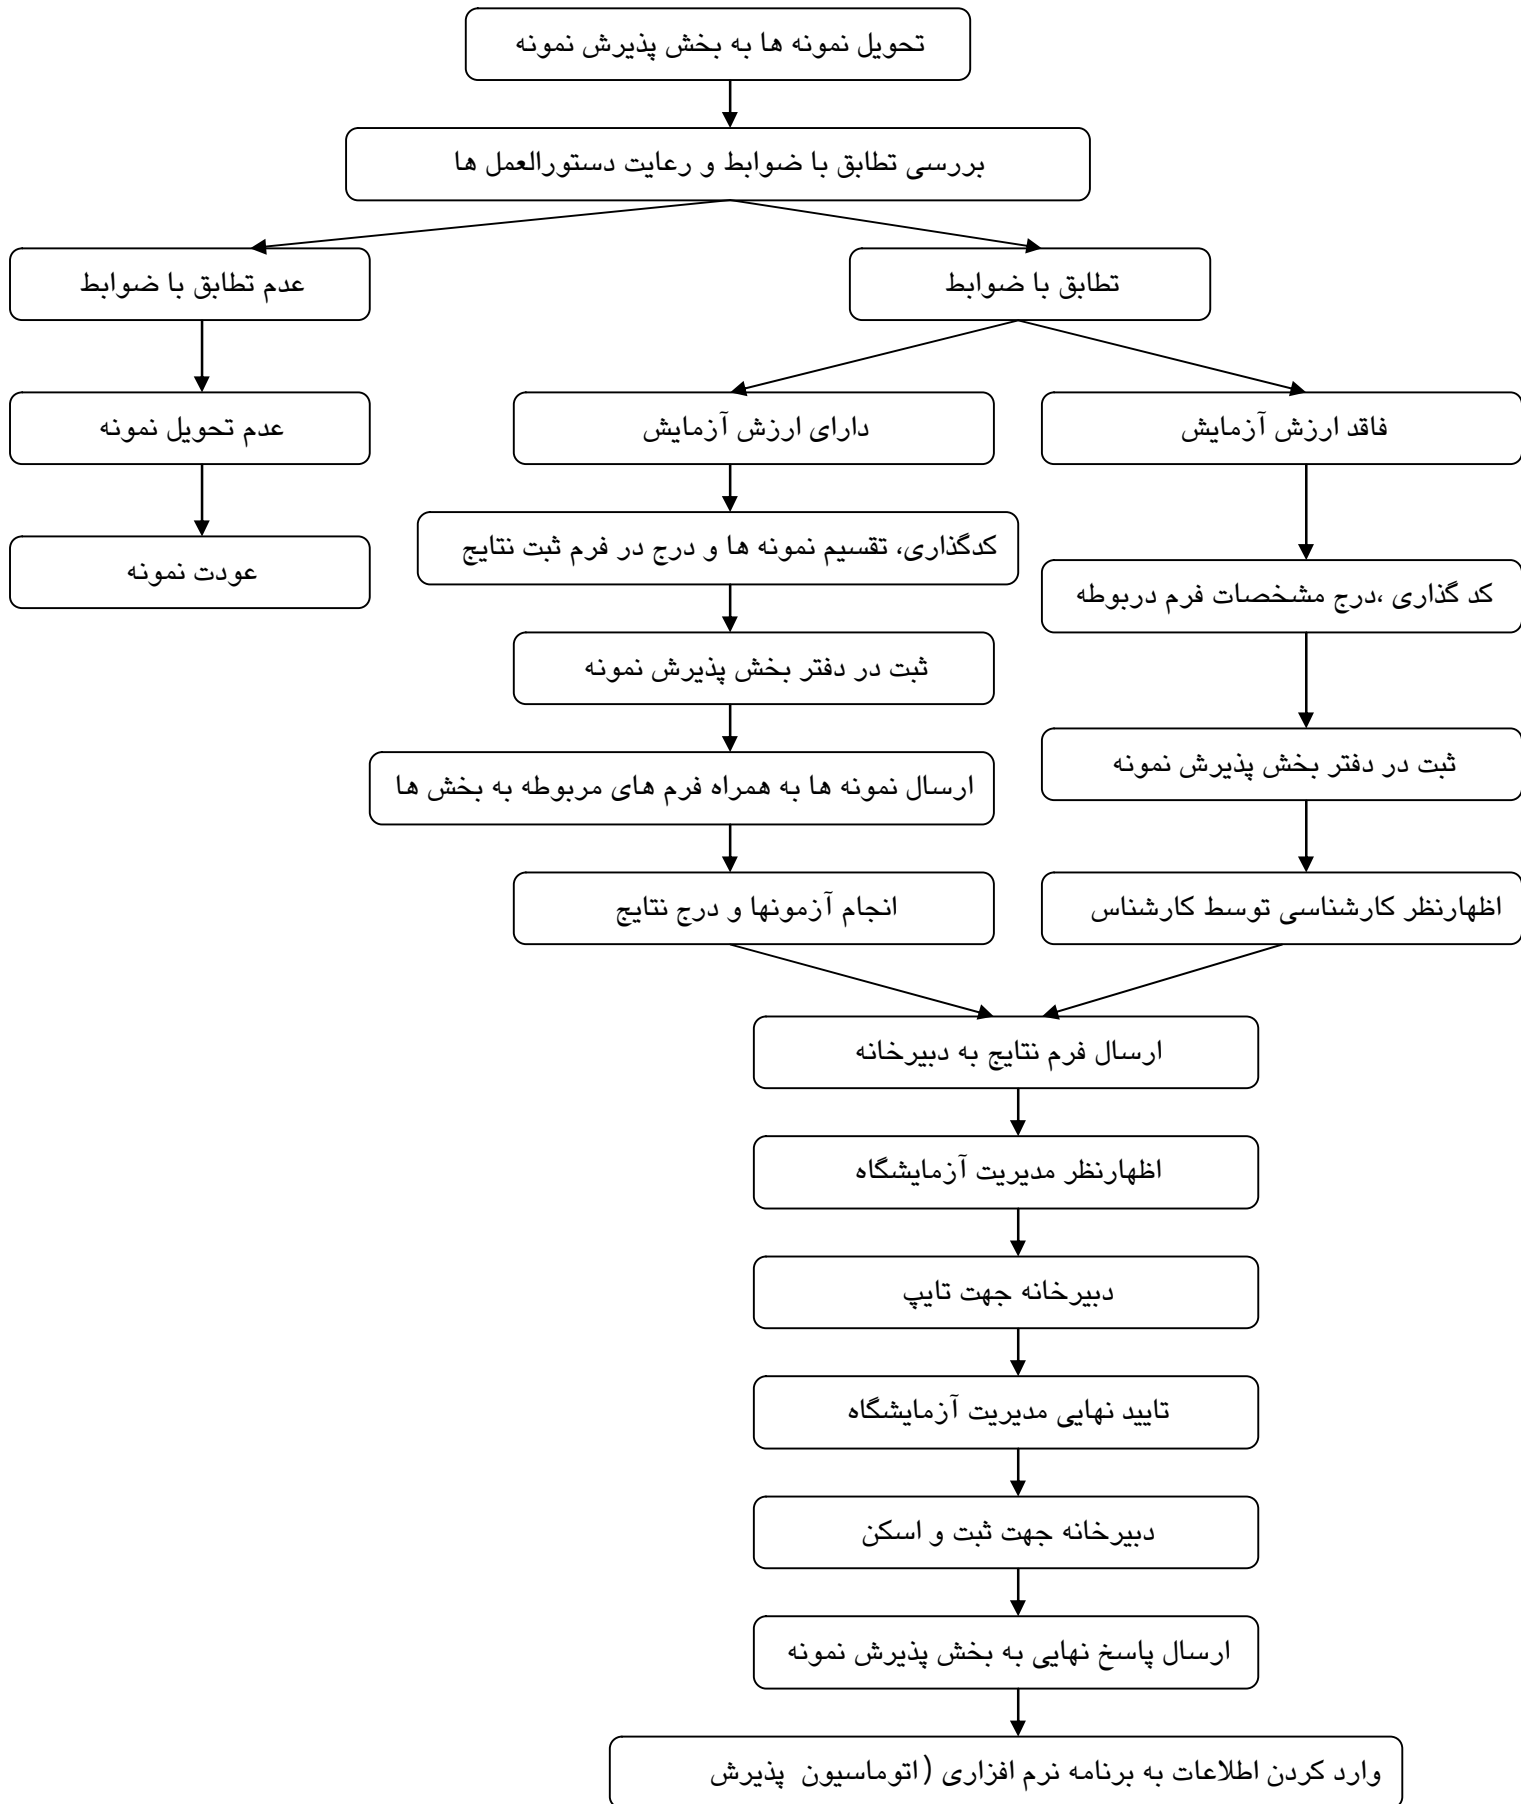 تحویل نمونه ها به بخش پذیرش نمونه
بررسی تطابق با ضوابط و رعایت دستورالعمل ها
تطابق با ضوابط
عدم تطابق با ضوابط
فاقد ارزش آزمایش
دارای ارزش آزمایش
عدم تحویل نمونه
کدگذاری، تقسیم نمونه ها و درج در فرم ثبت نتایج
عودت نمونه
کد گذاری ،درج مشخصات فرم دربوطه
ثبت در دفتر بخش پذیرش نمونه
ثبت در دفتر بخش پذیرش نمونه
ارسال نمونه ها به همراه فرم های مربوطه به بخش ها
اظهارنظر کارشناسی توسط کارشناس
انجام آزمونها و درج نتایج
ارسال فرم نتایج به دبیرخانه
اظهارنظر مدیریت آزمایشگاه
دبیرخانه جهت تایپ
تایید نهایی مدیریت آزمایشگاه
دبیرخانه جهت ثبت و اسکن
ارسال پاسخ نهایی به بخش پذیرش نمونه
وارد کردن اطلاعات به برنامه نرم افزاری (اتوماسیون پذیرش